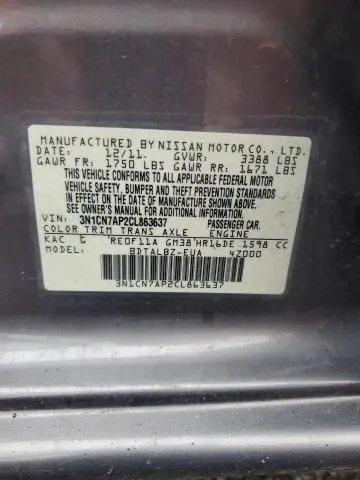 MANUFACTURED BY NISSAN MOTOR CO., LTD.
DATE: 12/11. GVWR: 3388 LBS
GAWR FR: 1750 LBS GAWR RR: 1671 LBS
THIS VEHICLE CONFORMS TO ALL APPLICABLE FEDERAL MOTOR
VEHICLE SAFETY, BUMPER AND THEFT PREVENTION STANDARDS
IN EFFECT ON THE DATE OF MANUFACTURE SHOWN ABOVE.
SEE OWNER'S MANUAL FOR ADDITIONAL INFORMATION.
VIN: 3N1CN7AP2CL863637 PASSENGER CAR.
COLOR TRIM TRANS AXLE ENGINE
KAC G RE0F11A GM38 HR16DE 1598 CC
MODEL: BDTALBZ-EUA 4Z000
3N1CN7AP2CL863637